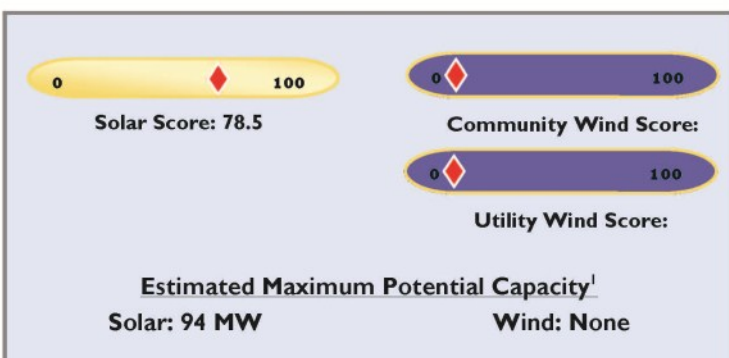 0 100
Solar Score: 78.5
0 100
Community Wind Score:
0 100
Utility Wind Score:
Estimated Maximum Potential Capacity¹
Solar: 94 MW Wind: None